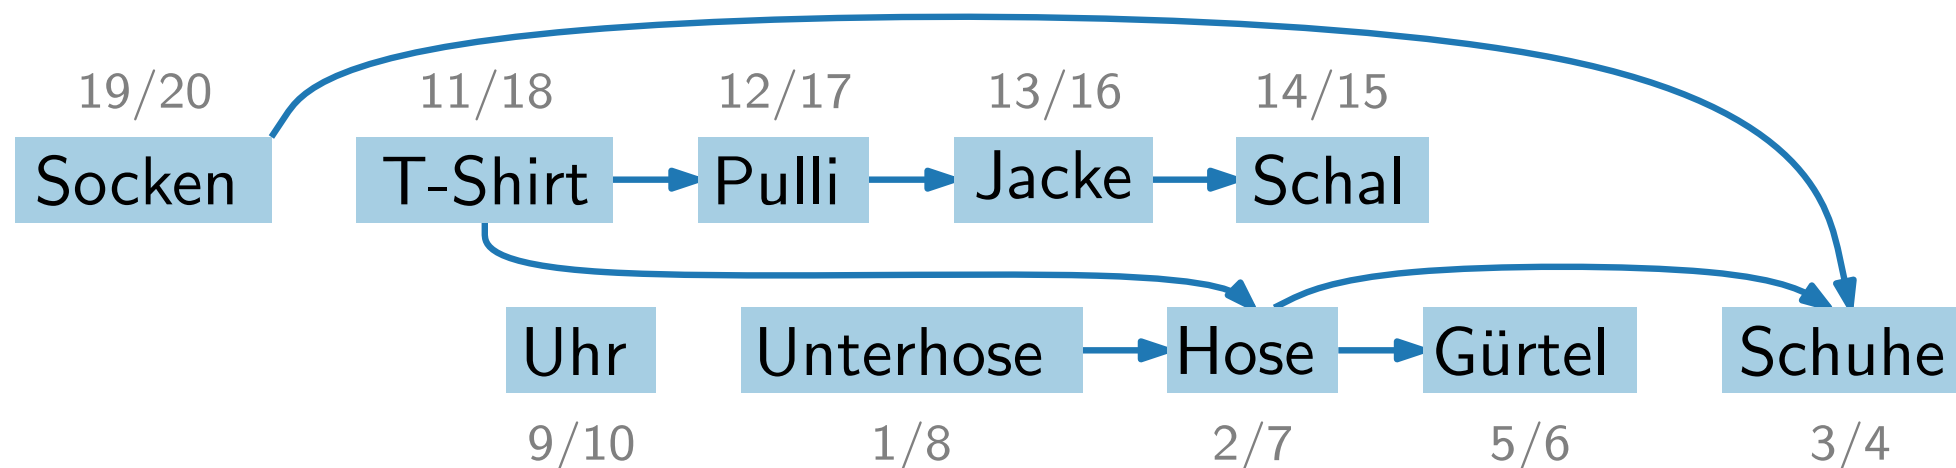 19/20 11/18 12/17 13/16 14/15
Socken T-Shirt Pulli Jacke Schal
Uhr Unterhose Hose Gürtel Schuhe
9/10 1/8 2/7 5/6 3/4